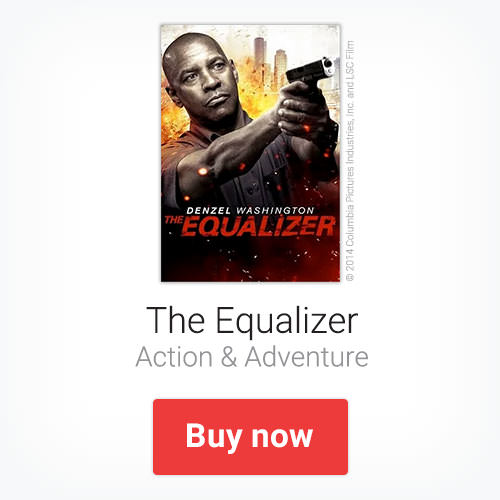 DENZEL WASHINGTON
THE EQUALIZER
© 2014 Columbia Pictures Industries, Inc. and LSC Film
The Equalizer
Action & Adventure
Buy now